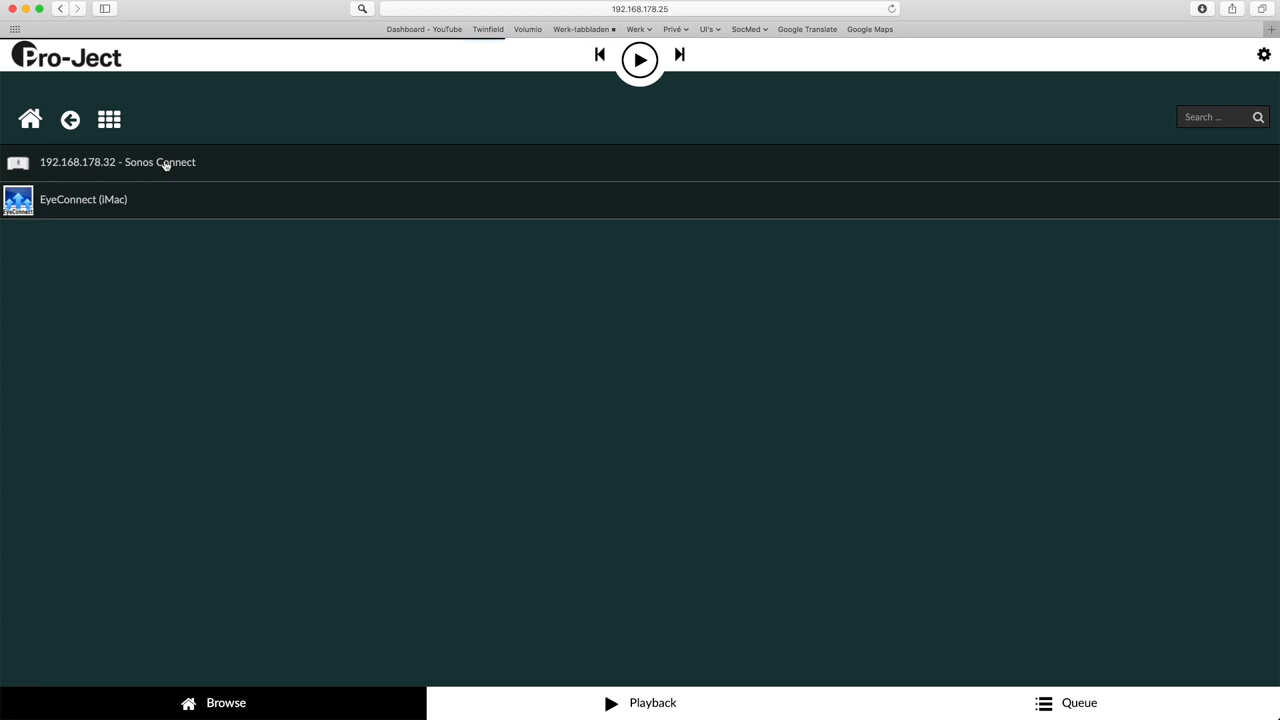 192.168.178.25
Dashboard - YouTube Twinfield Volumio Werk-tabbladen Werk Privé UI's SocMed Google Translate Google Maps
Pro-Ject
Search ...
192.168.178.32 - Sonos Connect
EyeConnect
EyeConnect (iMac)
Browse Playback Queue